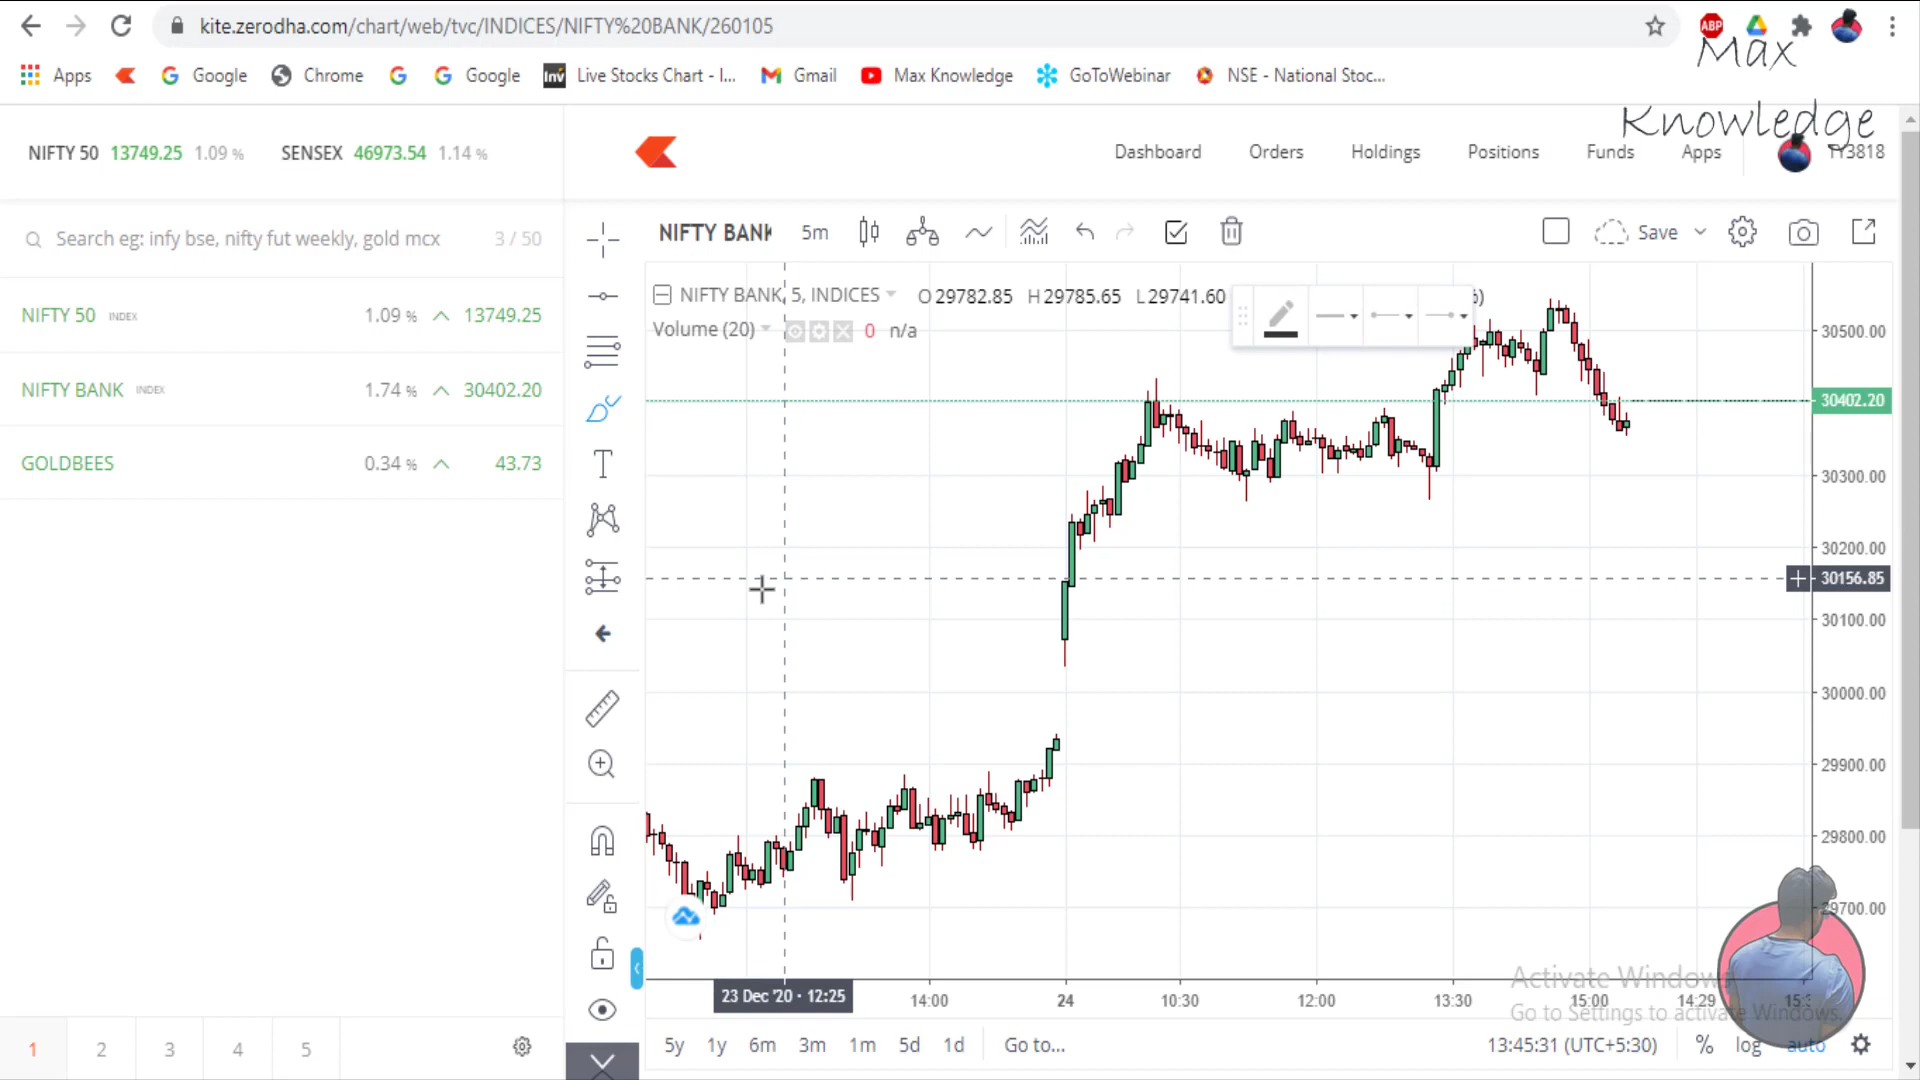 kite.zerodha.com/chart/web/tvc/INDICES/NIFTY%20BANK/260105
ABP
Max
Apps Google Chrome Google Inv Live Stocks Chart - I... Gmail Max Knowledge GoToWebinar NSE - National Stoc...
Knowledge
NIFTY 50 13749.25 1.09 % SENSEX 46973.54 1.14 %
Dashboard Orders Holdings Positions Funds Apps TY3818
Search eg: infy bse, nifty fut weekly, gold mcx 3 / 50
NIFTY BANK 5m Save
NIFTY 50 INDEX 1.09 % 13749.25
NIFTY BANK INDEX 1.74 % 30402.20
GOLDBEES 0.34 % 43.73
NIFTY BANK, 5, INDICES O29782.85 H29785.65 L29741.60
Volume (20) 0 n/a
30500.00
30402.20
30300.00
30200.00
30156.85
30100.00
30000.00
29900.00
29800.00
29700.00
23 Dec '20 · 12:25 14:00 24 10:30 12:00 13:30 15:00 14:29
Activate Windows
Go to Settings to activate Windows.
1 2 3 4 5
5y 1y 6m 3m 1m 5d 1d Go to... 13:45:31 (UTC+5:30) % log auto